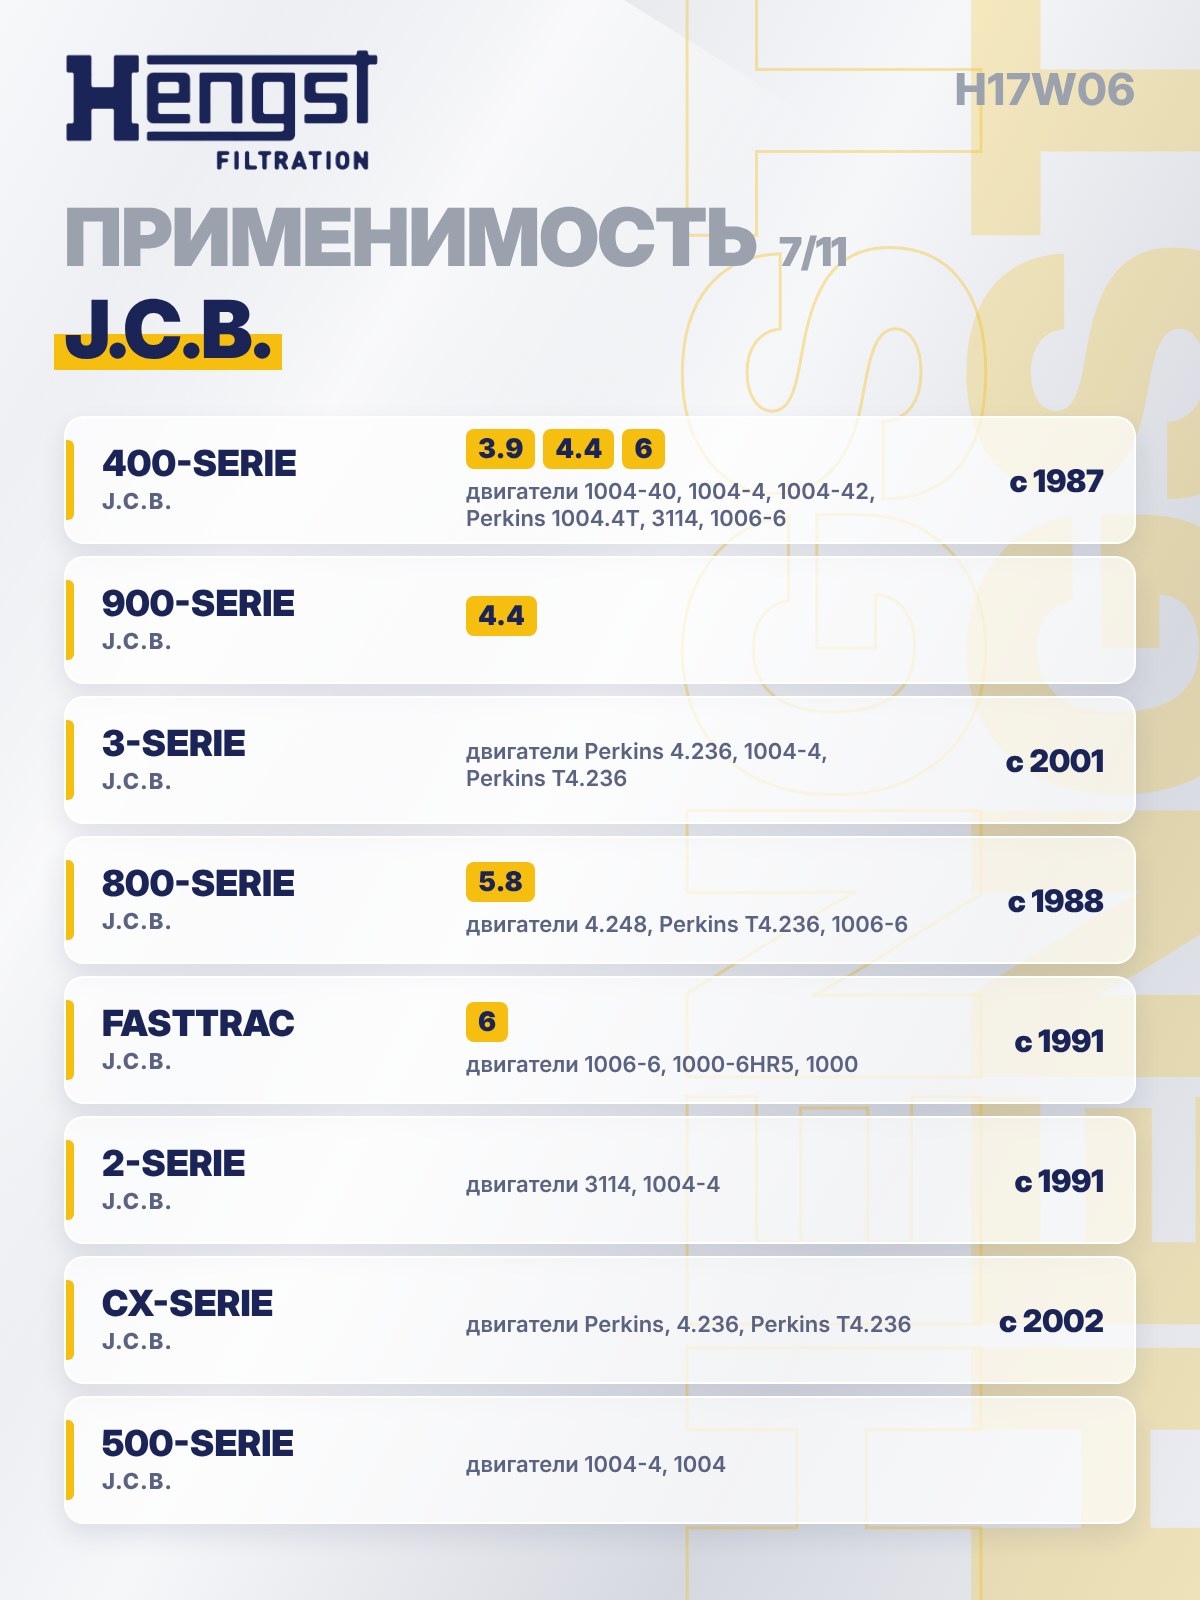 Hengst
FILTRATION
H17W06
ПРИМЕНИМОСТЬ 7/11
J.C.B.
400-SERIE
J.C.B.
3.9 4.4 6
двигатели 1004-40, 1004-4, 1004-42,
Perkins 1004.4T, 3114, 1006-6
с 1987
900-SERIE
J.C.B.
4.4
3-SERIE
J.C.B.
двигатели Perkins 4.236, 1004-4,
Perkins T4.236
с 2001
800-SERIE
J.C.B.
5.8
двигатели 4.248, Perkins T4.236, 1006-6
с 1988
FASTTRAC
J.C.B.
6
двигатели 1006-6, 1000-6HR5, 1000
с 1991
2-SERIE
J.C.B.
двигатели 3114, 1004-4
с 1991
CX-SERIE
J.C.B.
двигатели Perkins, 4.236, Perkins T4.236
с 2002
500-SERIE
J.C.B.
двигатели 1004-4, 1004
HENGST
HENGST